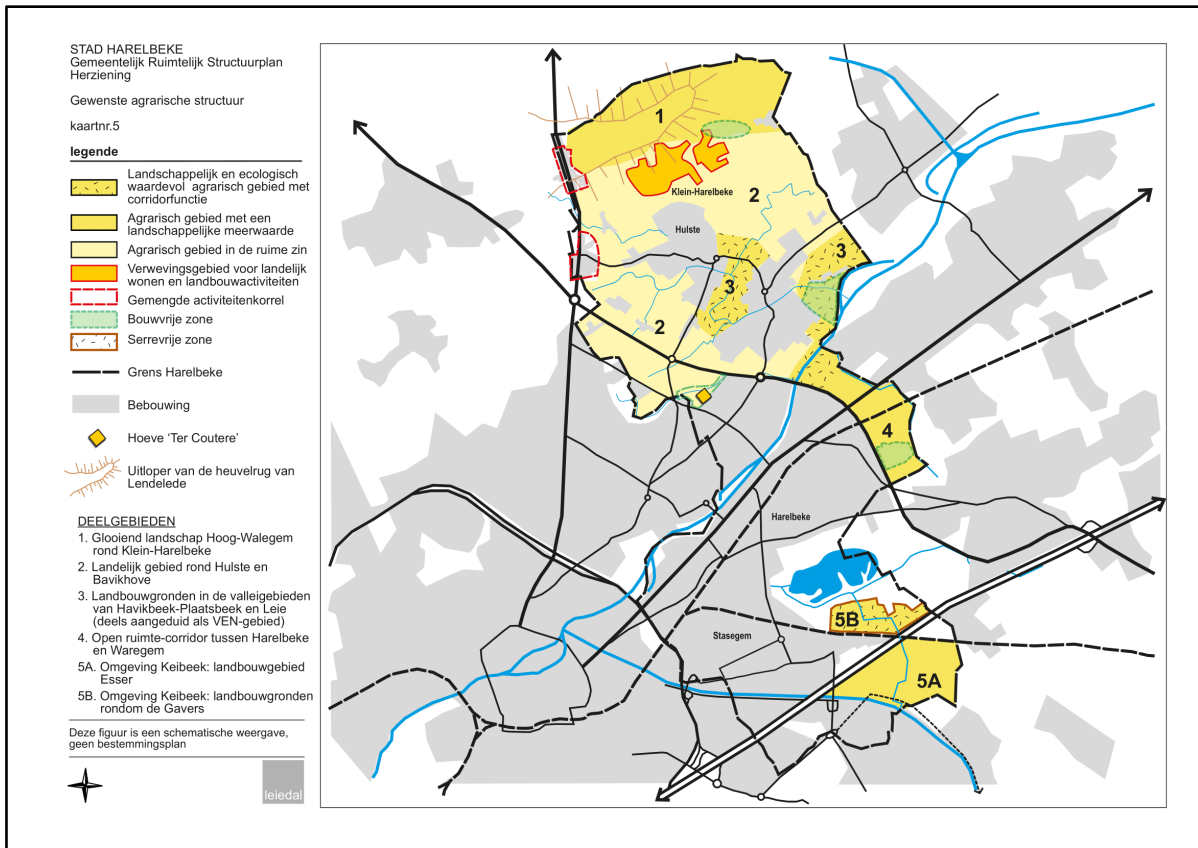 STAD HARELBEKE
Gemeentelijk Ruimtelijk Structuurplan
Herziening
Gewenste agrarische structuur
kaartnr.5
legende
Landschappelijk en ecologisch
waardevol agrarisch gebied met
corridorfunctie
Agrarisch gebied met een
landschappelijke meerwaarde
Agrarisch gebied in de ruime zin
Verwevingsgebied voor landelijk
wonen en landbouwactiviteiten
Gemengde activiteitenkorrel
Bouwvrije zone
Serrevrije zone
Grens Harelbeke
Bebouwing
Hoeve ‘Ter Coutere’
Uitloper van de heuvelrug van
Lendelede
DEELGEBIEDEN
1. Glooiend landschap Hoog-Walegem
rond Klein-Harelbeke
2. Landelijk gebied rond Hulste en
Bavikhove
3. Landbouwgronden in de valleigebieden
van Havikbeek-Plaatsbeek en Leie
(deels aangeduid als VEN-gebied)
4. Open ruimte-corridor tussen Harelbeke
en Waregem
5A. Omgeving Keibeek: landbouwgebied
Esser
5B. Omgeving Keibeek: landbouwgronden
rondom de Gavers
Deze figuur is een schematische weergave,
geen bestemmingsplan
leiedal
1
Klein-Harelbeke
2
Hulste
3
3
2
4
Harelbeke
5B
Stasegem
5A